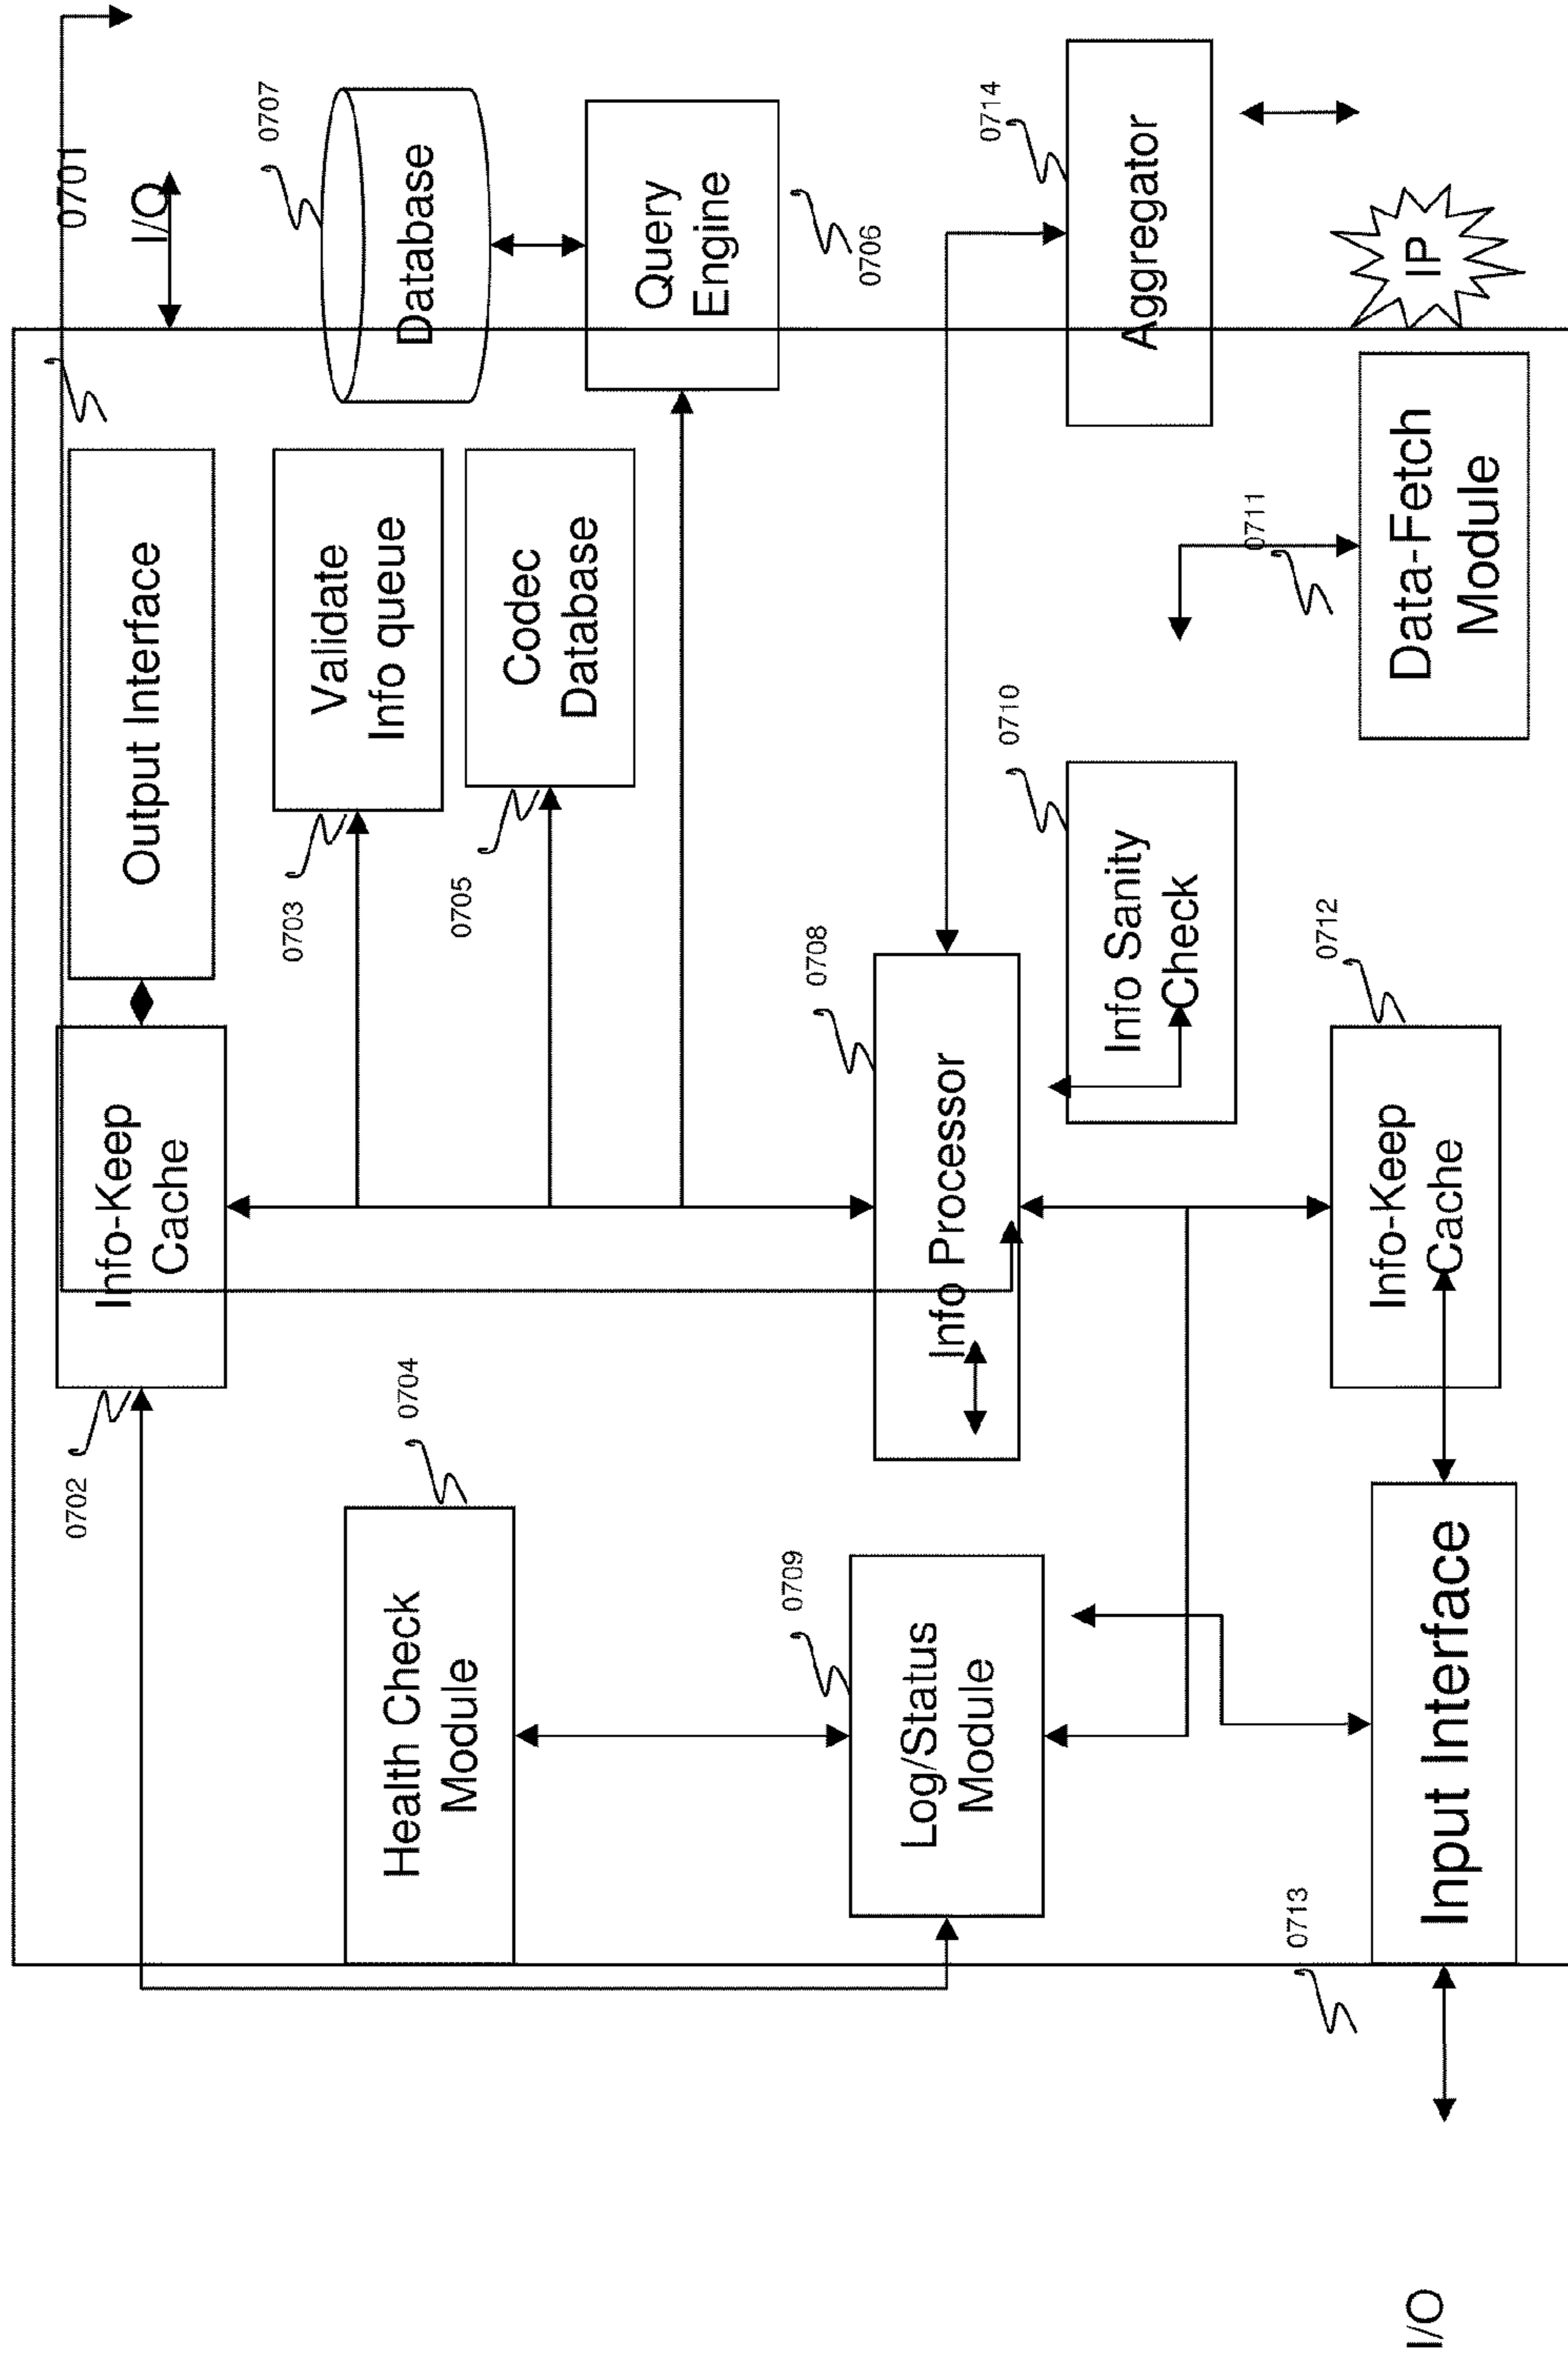 0701
I/O
Output Interface
Info-Keep
Cache
0702
0707
Database
Validate
Info queue
0703
Codec
Database
0705
Health Check
Module
0704
Query
Engine
0706
0708
Info Processor
0709
Log/Status
Module
0714
Aggregator
0710
Info Sanity
Check
0711
Data-Fetch
Module
IP
0712
Info-Keep
Cache
0713
Input Interface
I/O